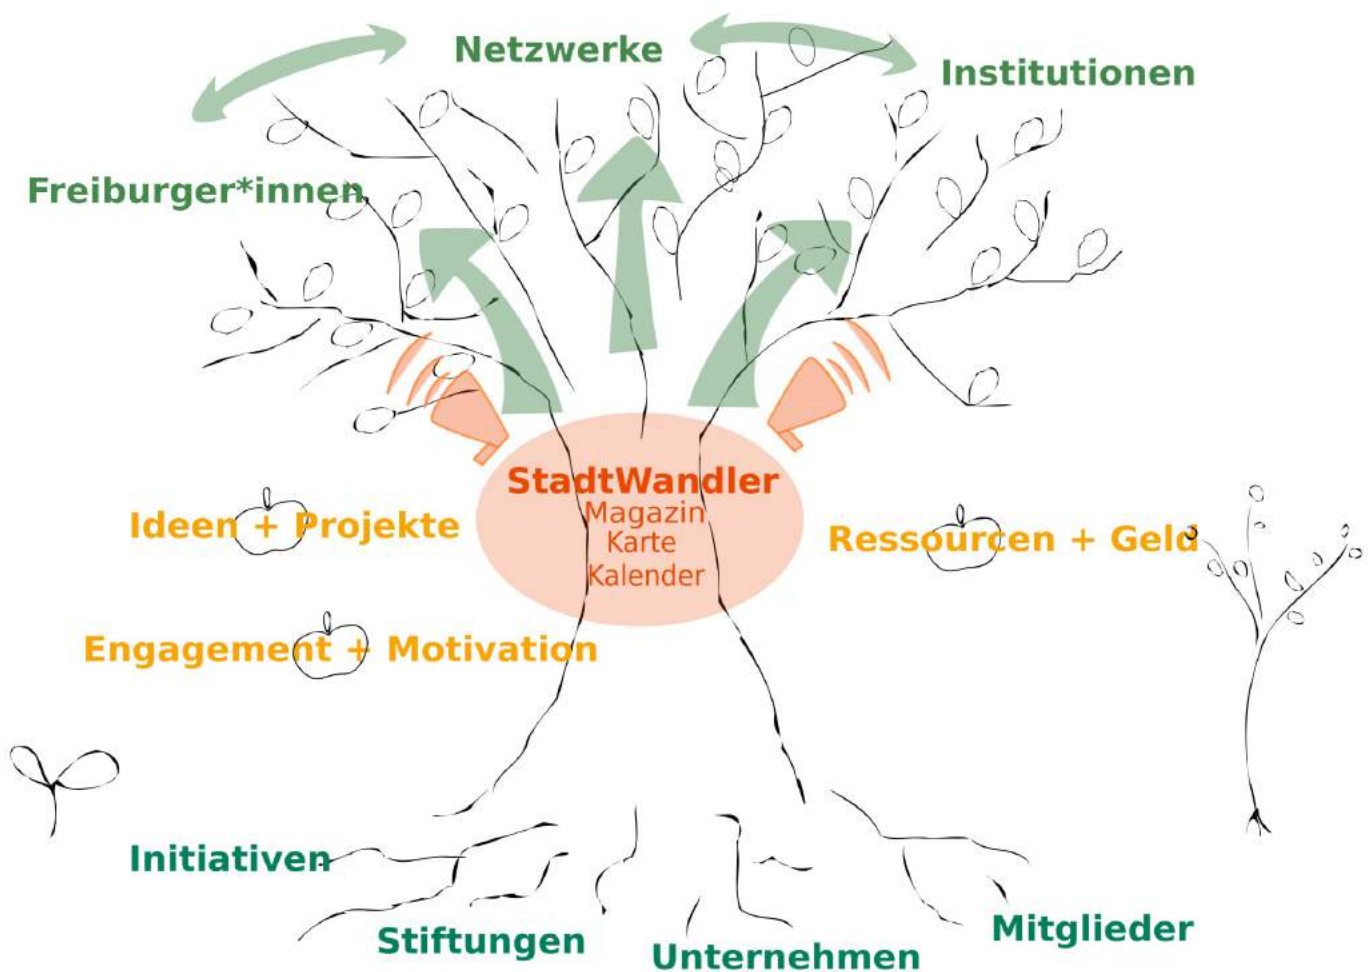 Netzwerke
Institutionen
Freiburger*innen
StadtWandler
Magazin
Karte
Kalender
Ideen + Projekte
Ressourcen + Geld
Engagement + Motivation
Initiativen
Stiftungen
Unternehmen
Mitglieder